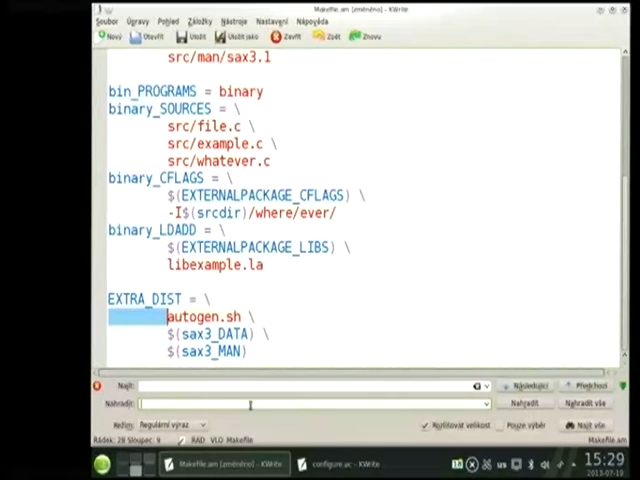 Makefile.am [změněno] – KWrite
Soubor Úpravy Pohled Záložky Nástroje Nastavení Nápověda
Nový Otevřít Uložit Uložit jako Zavřít Zpět Znovu
src/man/sax3.1
bin_PROGRAMS = binary
binary_SOURCES = \
src/file.c \
src/example.c \
src/whatever.c
binary_CFLAGS = \
$(EXTERNALPACKAGE_CFLAGS) \
-I$(srcdir)/where/ever/
binary_LDADD = \
$(EXTERNALPACKAGE_LIBS) \
libexample.la
EXTRA_DIST = \
autogen.sh \
$(sax3_DATA) \
$(sax3_MAN)
Najít: Následující Předchozí
Nahradit: Nahradit Nahradit vše
Režim: Regulární výraz Rozlišovat velikost Pouze výběr Najít vše
Řádek: 28 Sloupec: 9 RÁD VLO Makefile Makefile.am
Makefile.am [změněno] – KWrite configure.ac – KWrite us 15:29
2013-07-19